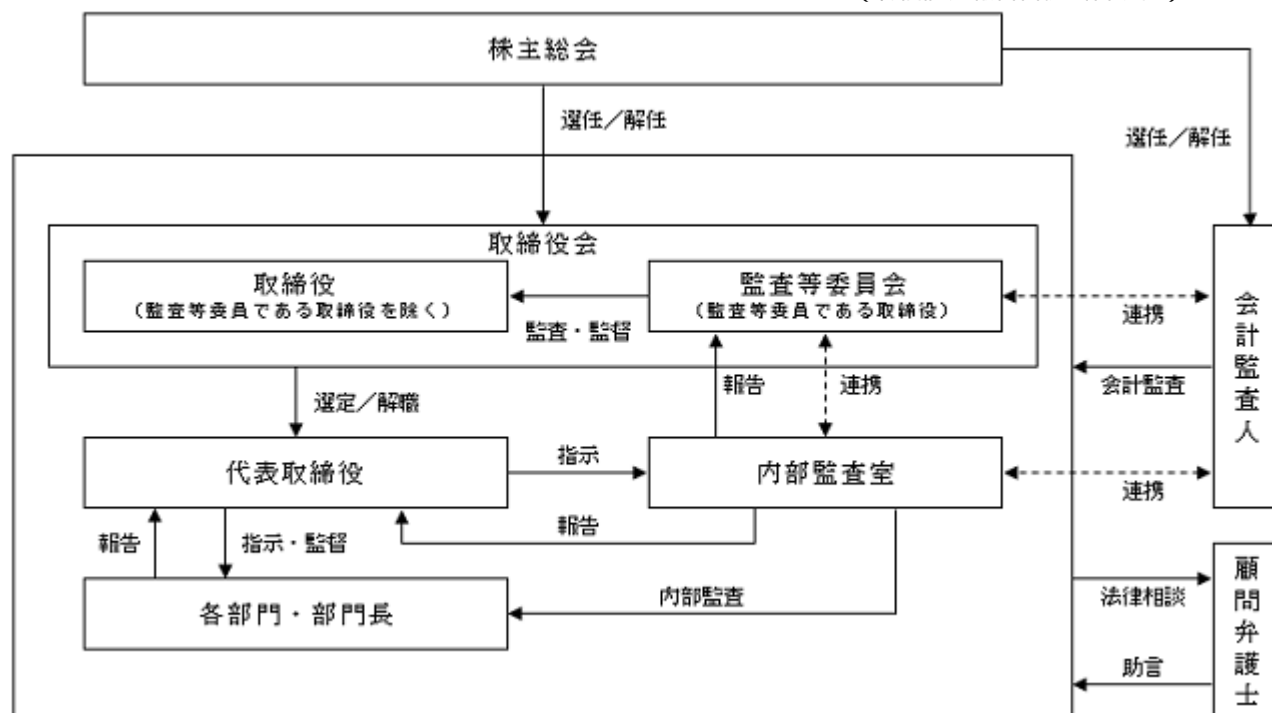 株主総会
選任／解任
選任／解任
取締役会
取締役
（監査等委員である取締役を除く）
監査・監督
監査等委員会
（監査等委員である取締役）
連携
会計監査人
会計監査
報告
連携
選定／解職
代表取締役
指示
内部監査室
連携
報告
報告
指示・監督
各部門・部門長
内部監査
法律相談
助言
顧問弁護士